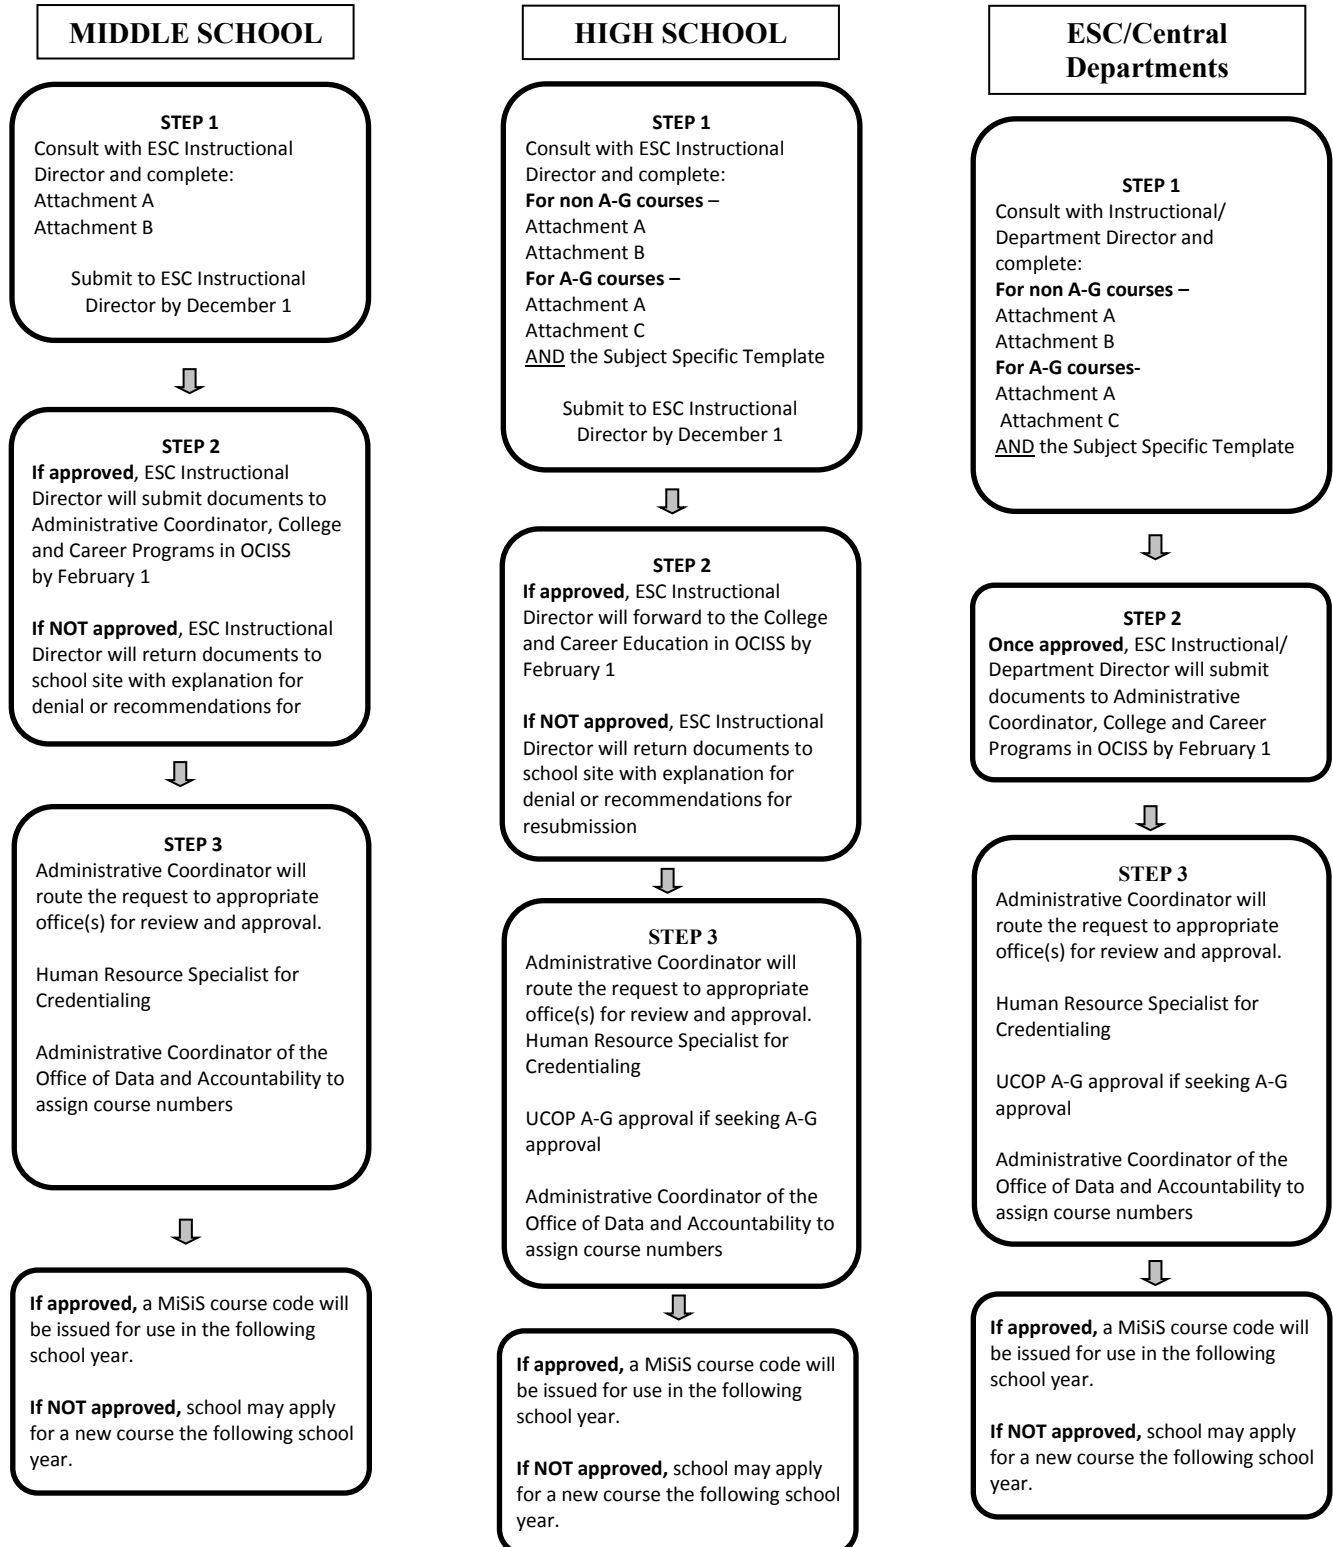 MIDDLE SCHOOL
STEP 1
Consult with ESC Instructional
Director and complete:
Attachment A
Attachment B
Submit to ESC Instructional
Director by December 1
STEP 2
If approved, ESC Instructional
Director will submit documents to
Administrative Coordinator, College
and Career Programs in OCISS
by February 1
If NOT approved, ESC Instructional
Director will return documents to
school site with explanation for
denial or recommendations for
STEP 3
Administrative Coordinator will
route the request to appropriate
office(s) for review and approval.
Human Resource Specialist for
Credentialing
Administrative Coordinator of the
Office of Data and Accountability to
assign course numbers
If approved, a MiSiS course code will
be issued for use in the following
school year.
If NOT approved, school may apply
for a new course the following school
year.
HIGH SCHOOL
STEP 1
Consult with ESC Instructional
Director and complete:
For non A-G courses –
Attachment A
Attachment B
For A-G courses –
Attachment A
Attachment C
AND the Subject Specific Template
Submit to ESC Instructional
Director by December 1
STEP 2
If approved, ESC Instructional
Director will forward to the College
and Career Education in OCISS by
February 1
If NOT approved, ESC Instructional
Director will return documents to
school site with explanation for
denial or recommendations for
resubmission
STEP 3
Administrative Coordinator will
route the request to appropriate
office(s) for review and approval.
Human Resource Specialist for
Credentialing
UCOP A-G approval if seeking A-G
approval
Administrative Coordinator of the
Office of Data and Accountability to
assign course numbers
If approved, a MiSiS course code will
be issued for use in the following
school year.
If NOT approved, school may apply
for a new course the following school
year.
ESC/Central
Departments
STEP 1
Consult with Instructional/
Department Director and
complete:
For non A-G courses –
Attachment A
Attachment B
For A-G courses-
Attachment A
Attachment C
AND the Subject Specific Template
STEP 2
Once approved, ESC Instructional/
Department Director will submit
documents to Administrative
Coordinator, College and Career
Programs in OCISS by February 1
STEP 3
Administrative Coordinator will
route the request to appropriate
office(s) for review and approval.
Human Resource Specialist for
Credentialing
UCOP A-G approval if seeking A-G
approval
Administrative Coordinator of the
Office of Data and Accountability to
assign course numbers
If approved, a MiSiS course code will
be issued for use in the following
school year.
If NOT approved, school may apply
for a new course the following school
year.